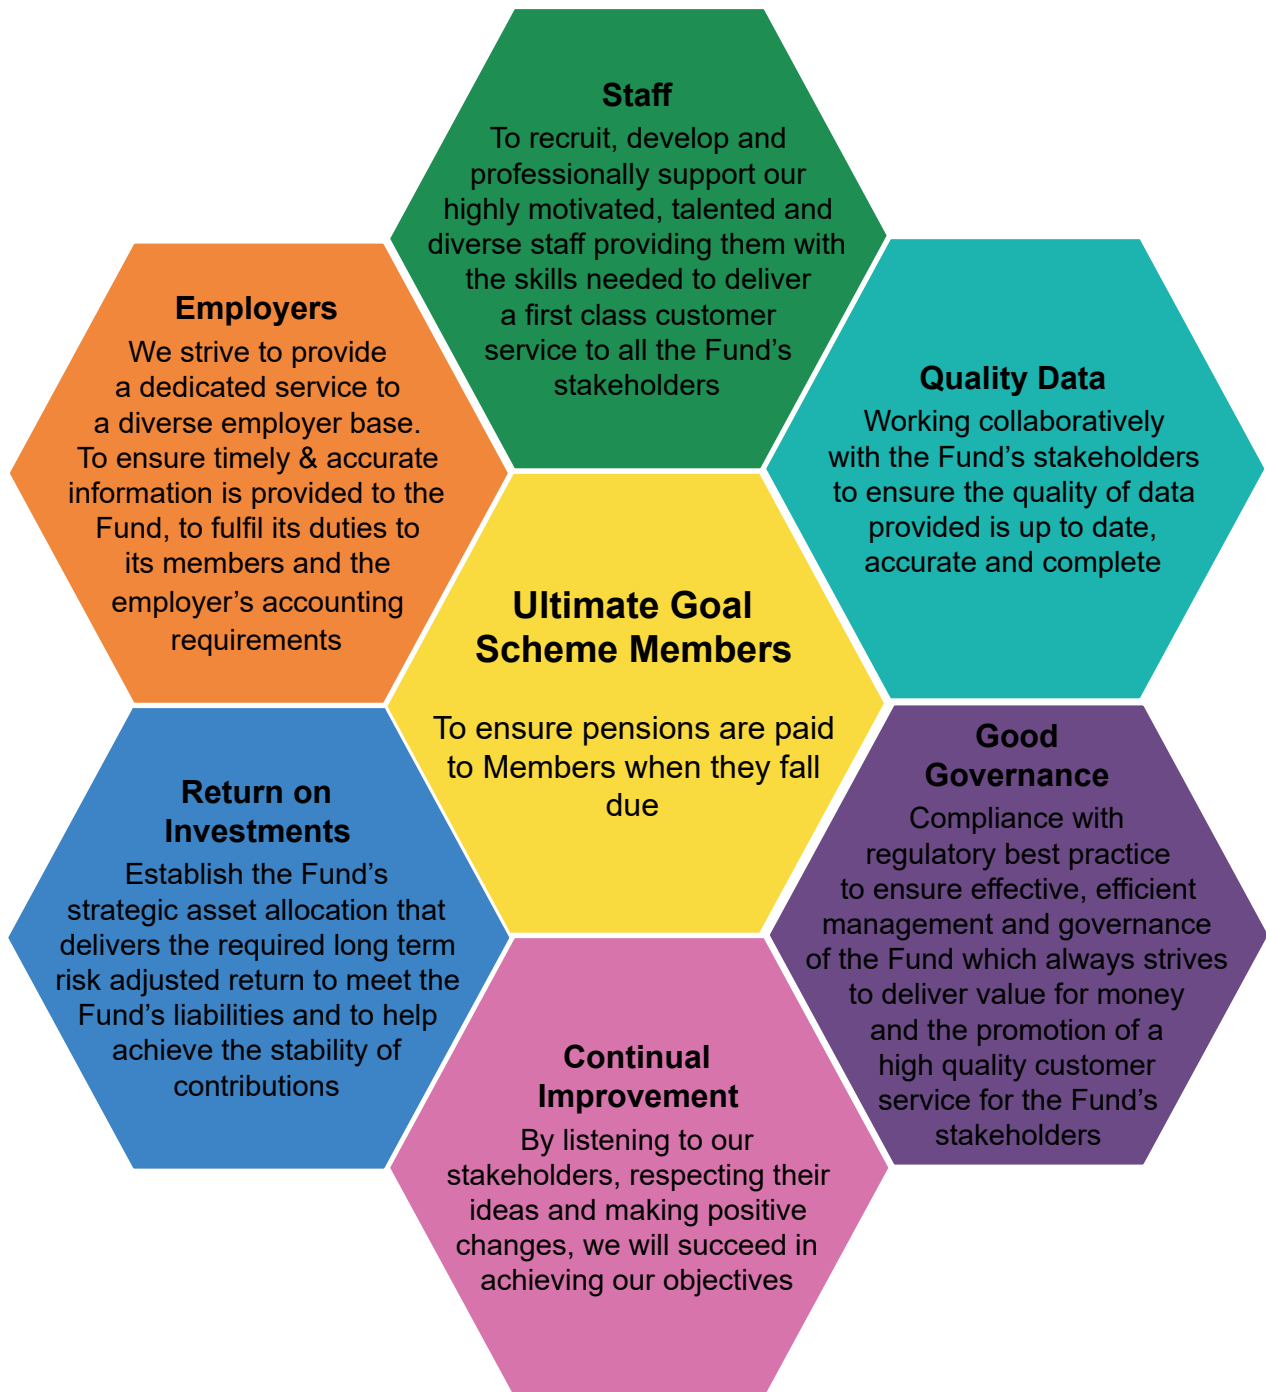 Staff
To recruit, develop and
professionally support our
highly motivated, talented and
diverse staff providing them with
the skills needed to deliver
a first class customer
service to all the Fund's
stakeholders
Employers
We strive to provide
a dedicated service to
a diverse employer base.
To ensure timely & accurate
information is provided to the
Fund, to fulfil its duties to
its members and the
employer's accounting
requirements
Quality Data
Working collaboratively
with the Fund's stakeholders
to ensure the quality of data
provided is up to date,
accurate and complete
Ultimate Goal
Scheme Members
To ensure pensions are paid
to Members when they fall
due
Return on
Investments
Establish the Fund's
strategic asset allocation that
delivers the required long term
risk adjusted return to meet the
Fund's liabilities and to help
achieve the stability of
contributions
Good
Governance
Compliance with
regulatory best practice
to ensure effective, efficient
management and governance
of the Fund which always strives
to deliver value for money
and the promotion of a
high quality customer
service for the Fund's
stakeholders
Continual
Improvement
By listening to our
stakeholders, respecting their
ideas and making positive
changes, we will succeed in
achieving our objectives